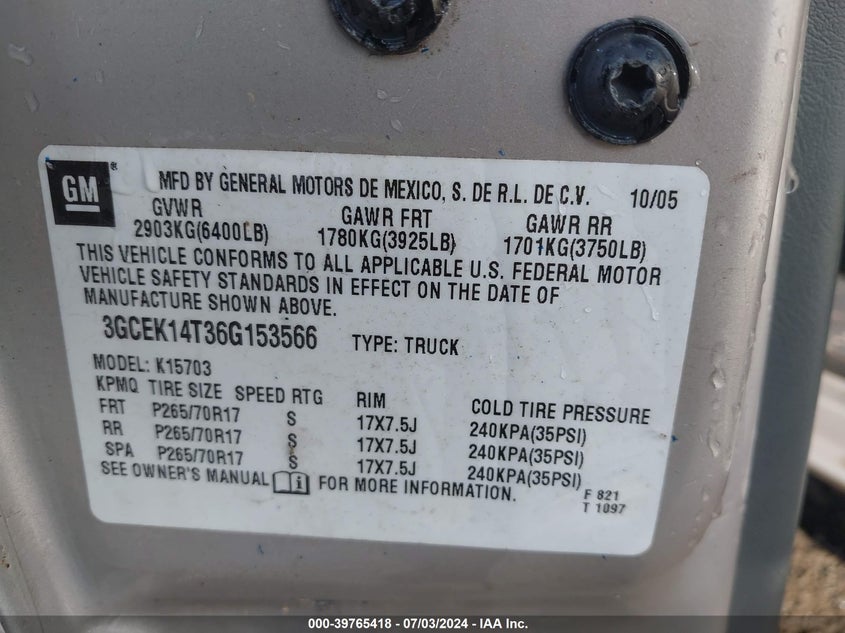 GM®
MFD BY GENERAL MOTORS DE MEXICO, S. DE R.L. DE C.V. 10/05
GVWR GAWR FRT GAWR RR
2903KG(6400LB) 1780KG(3925LB) 1701KG(3750LB)
THIS VEHICLE CONFORMS TO ALL APPLICABLE U.S. FEDERAL MOTOR
VEHICLE SAFETY STANDARDS IN EFFECT ON THE DATE OF
MANUFACTURE SHOWN ABOVE.
3GCEK14T36G153566 TYPE: TRUCK
MODEL: K15703
KPMQ TIRE SIZE SPEED RTG RIM COLD TIRE PRESSURE
FRT P265/70R17 S 17X7.5J 240KPA(35PSI)
RR P265/70R17 S 17X7.5J 240KPA(35PSI)
SPA P265/70R17 S 17X7.5J 240KPA(35PSI)
SEE OWNER'S MANUAL FOR MORE INFORMATION.
F 821
T 1097
000-39765418 - 07/03/2024 - IAA Inc.